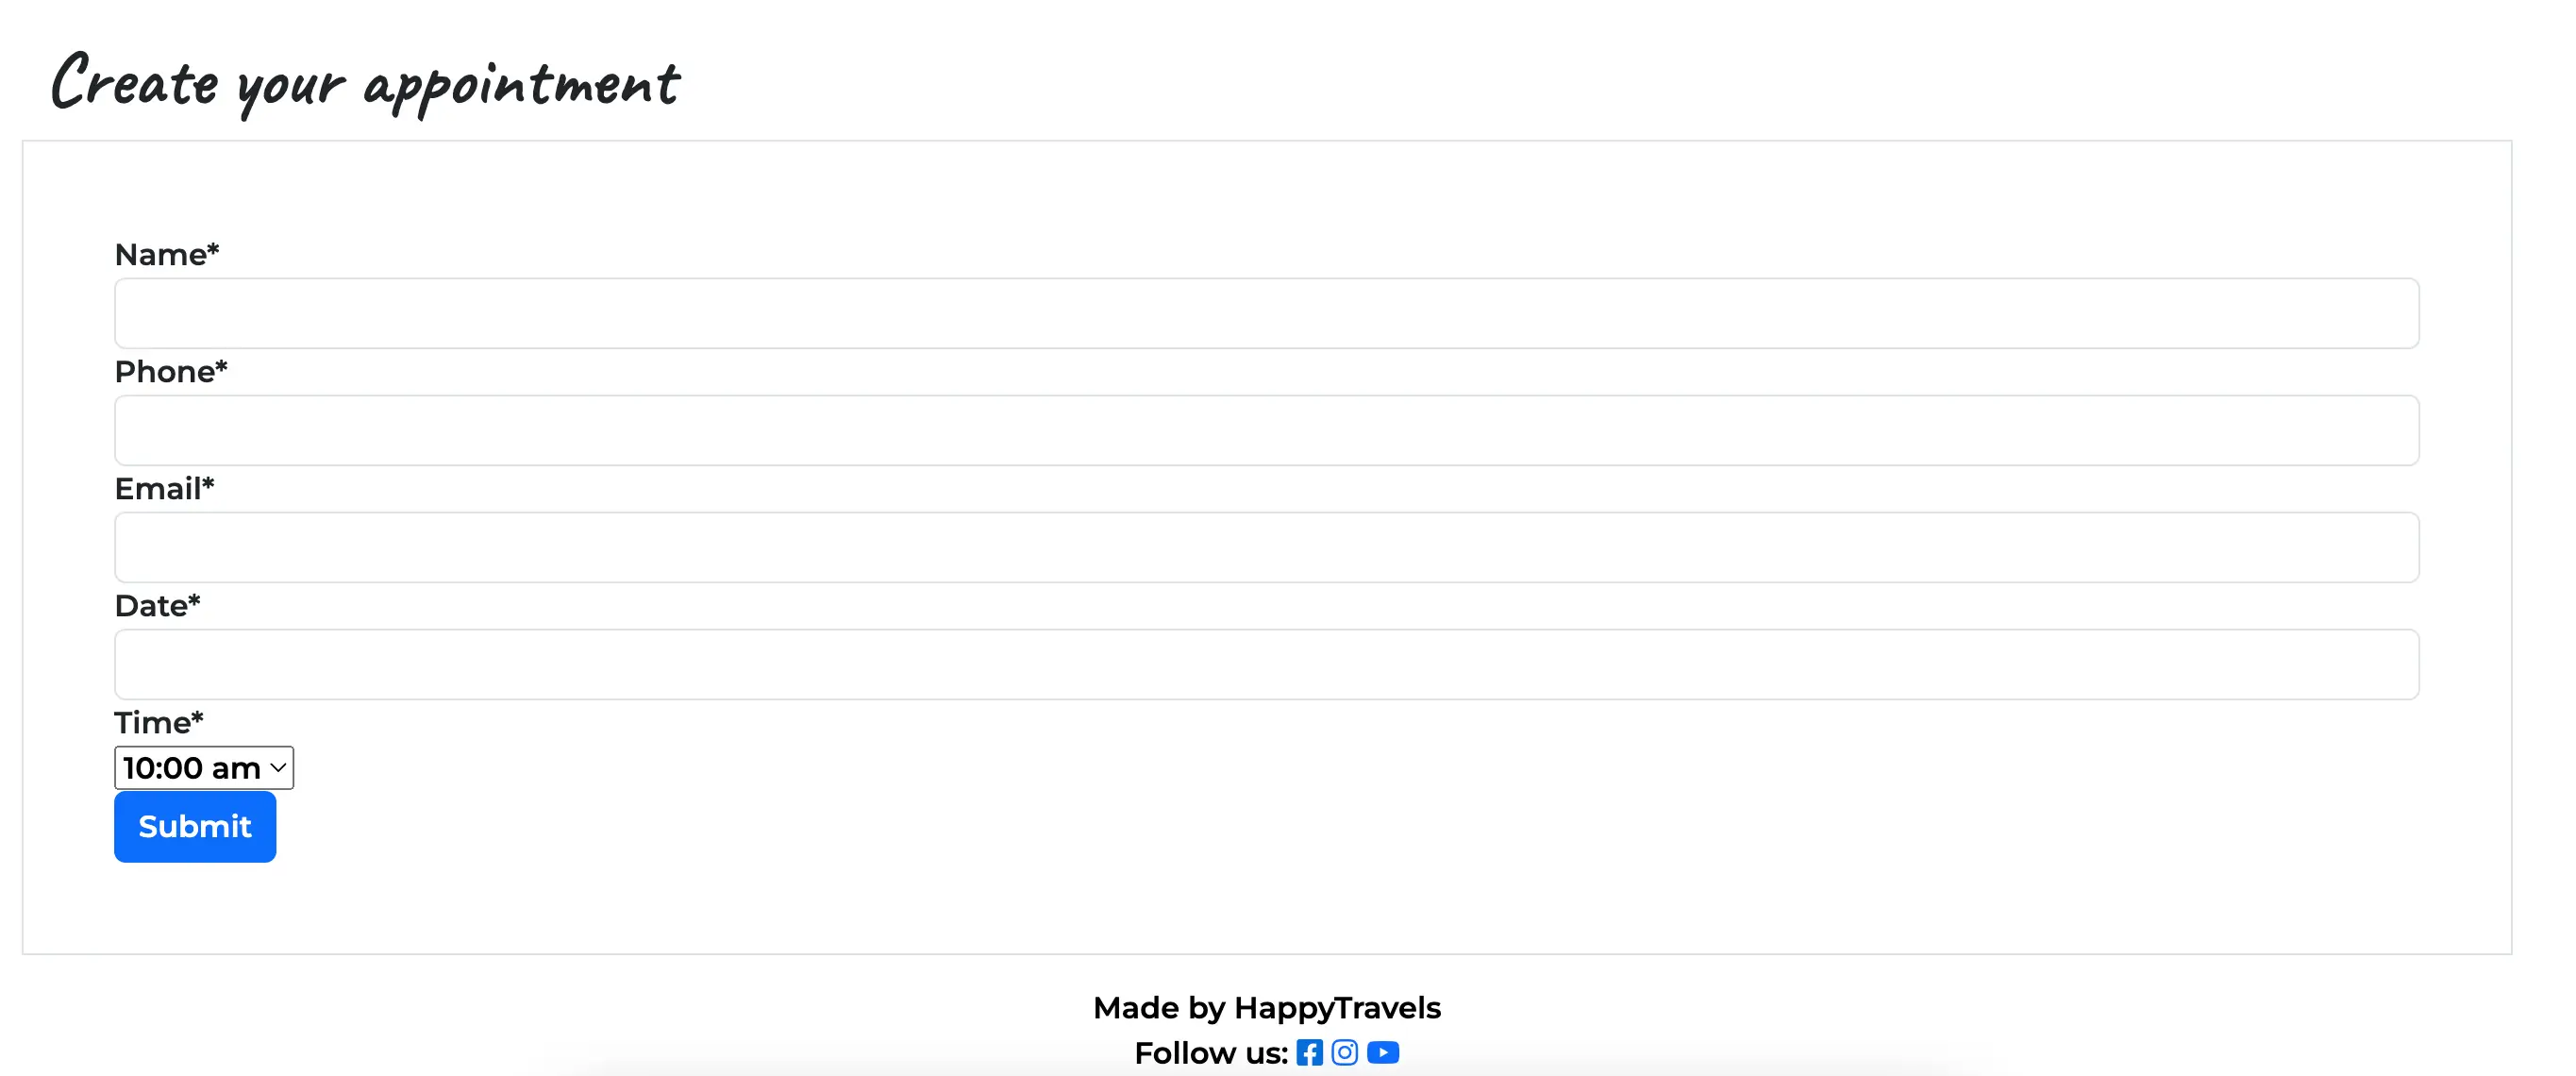 Create your appointment
Name*
Phone*
Email*
Date*
Time*
10:00 am
Submit
Made by HappyTravels
Follow us: